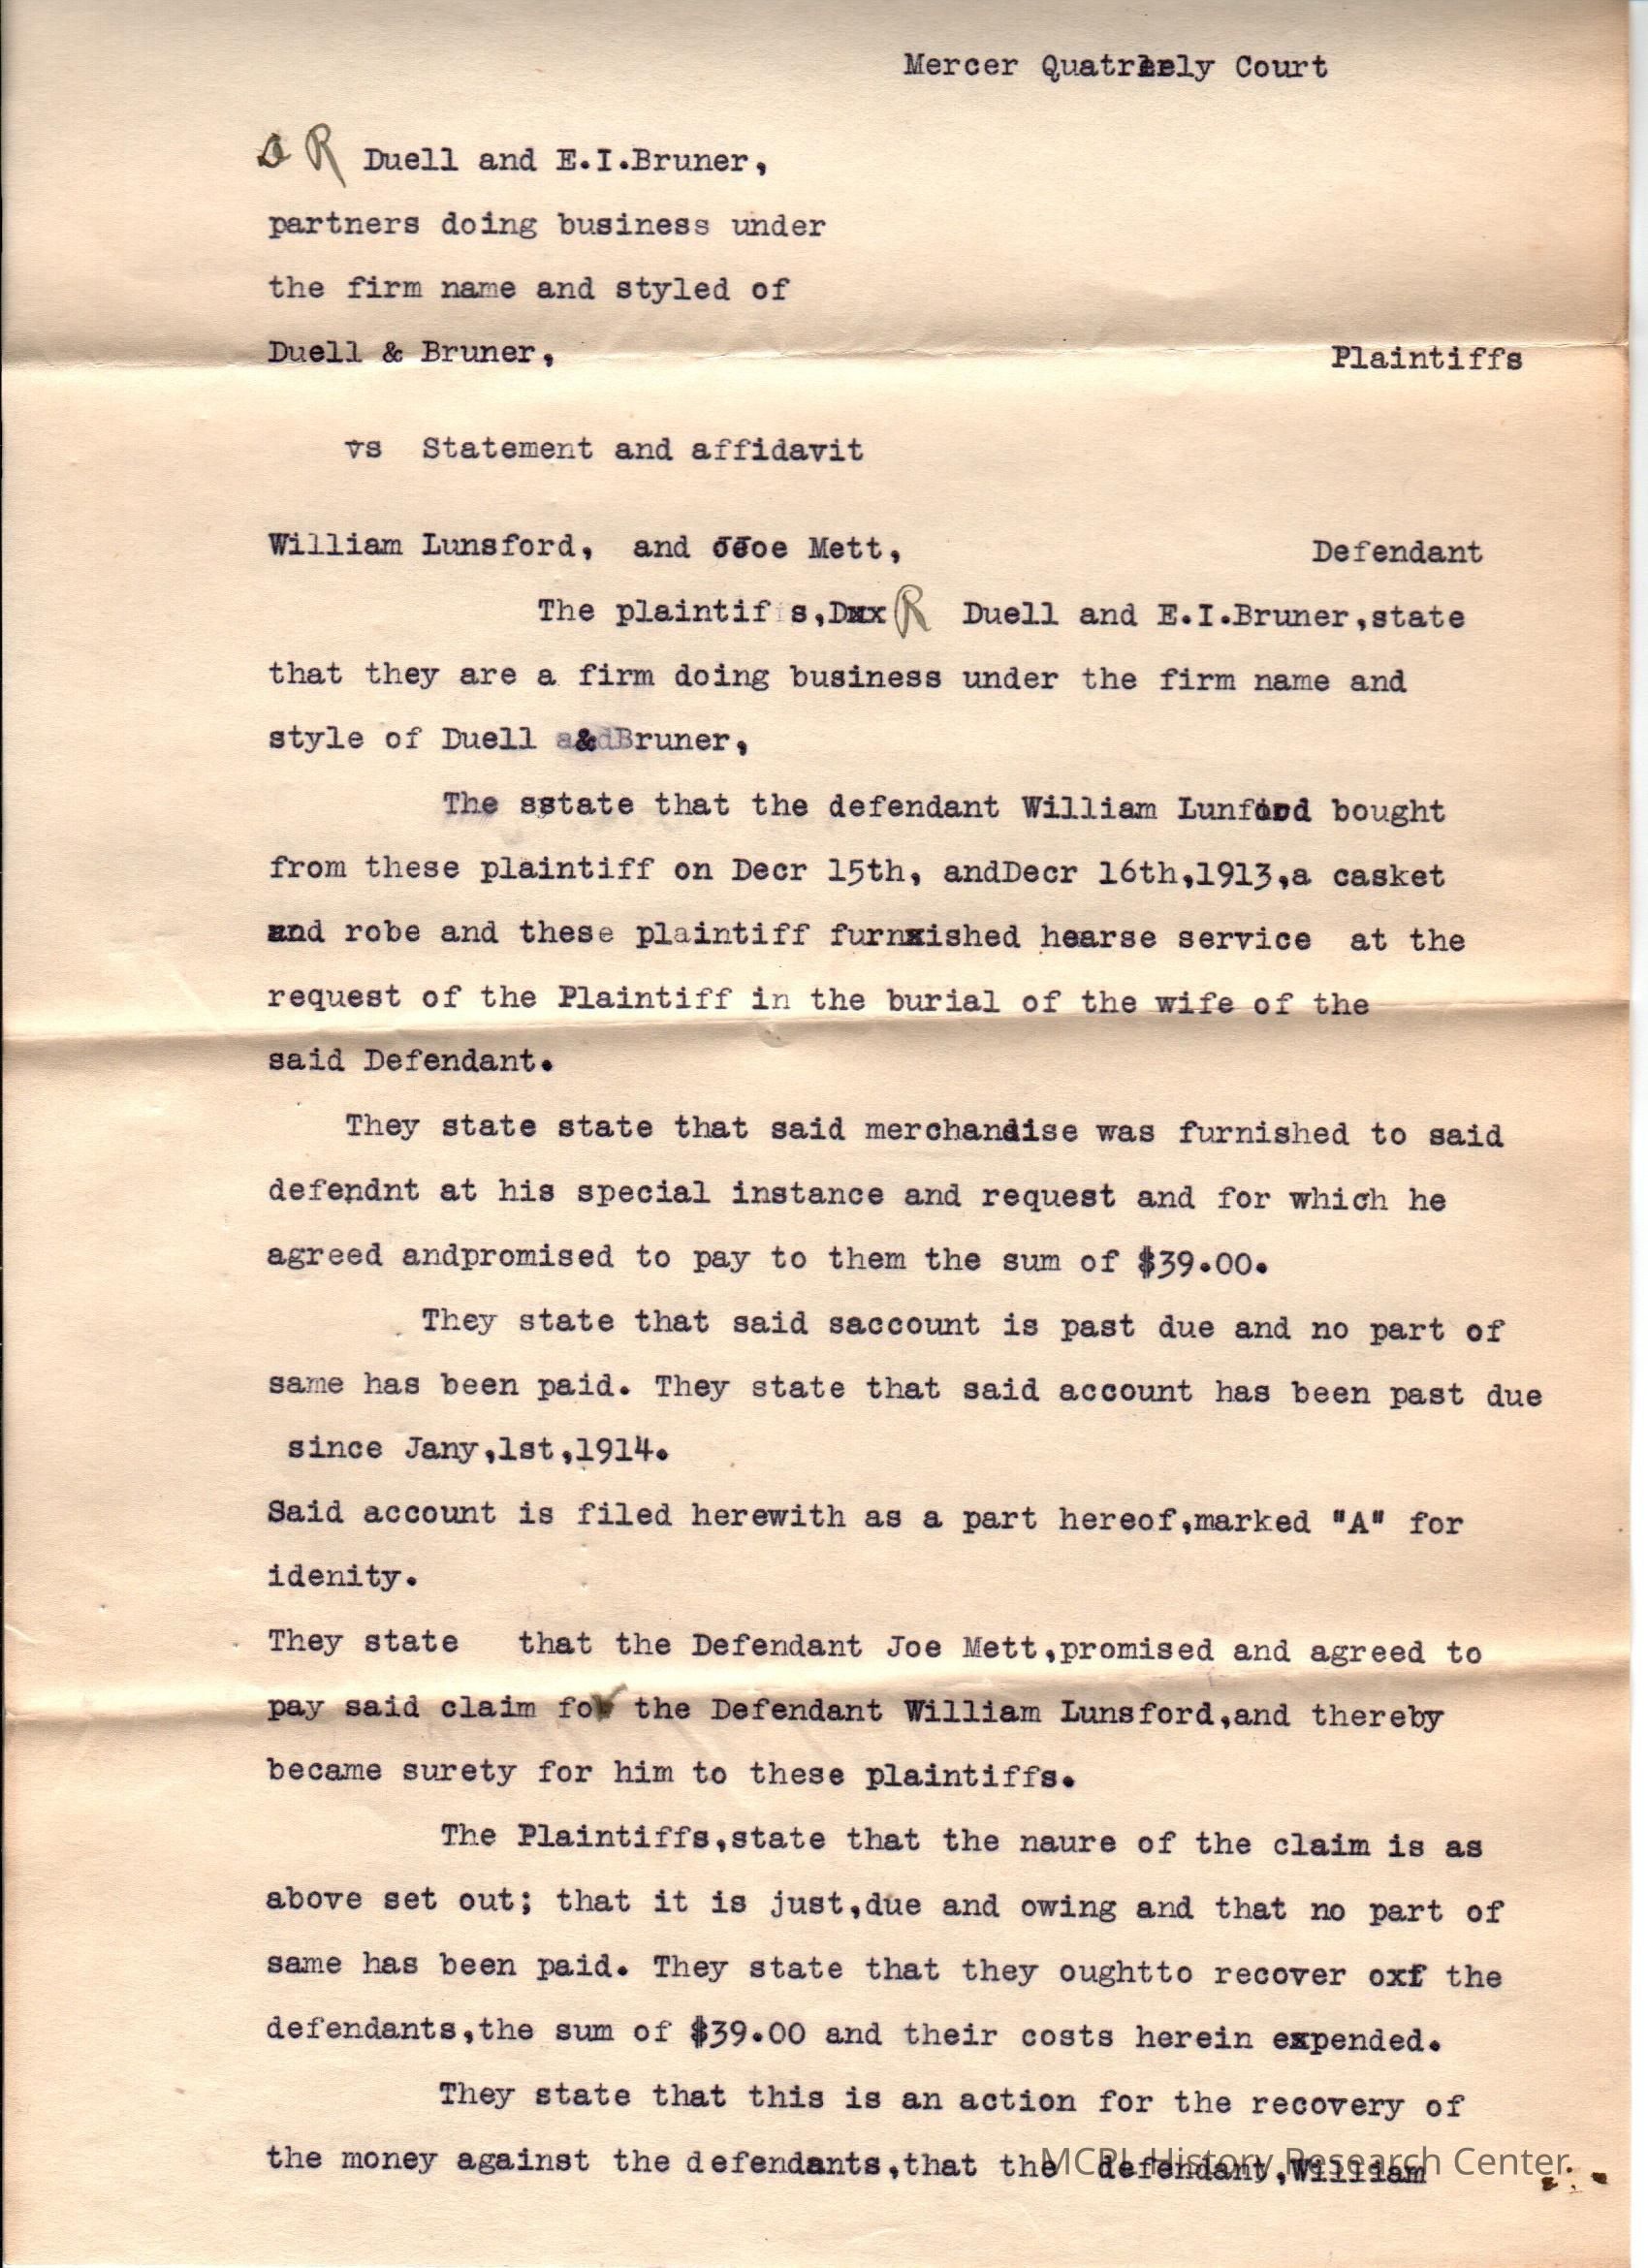 Mercer Quatrely Court
D R Duell and E.I.Bruner,
partners doing business under
the firm name and styled of
Duell & Bruner, Plaintiffs
vs Statement and affidavit
William Lunsford, and Joe Mett, Defendant
The plaintiffs,Dxx R Duell and E.I.Bruner,state
that they are a firm doing business under the firm name and
style of Duell & Bruner,
The sstate that the defendant William Lunford bought
from these plaintiff on Decr 15th, andDecr 16th,1913,a casket
and robe and these plaintiff furnxished hearse service at the
request of the Plaintiff in the burial of the wife of the
said Defendant.
They state state that said merchandise was furnished to said
defendnt at his special instance and request and for which he
agreed andpromised to pay to them the sum of $39.00.
They state that said saccount is past due and no part of
same has been paid. They state that said account has been past due
since Jany,1st,1914.
Said account is filed herewith as a part hereof,marked "A" for
idenity.
They state that the Defendant Joe Mett,promised and agreed to
pay said claim for the Defendant William Lunsford,and thereby
became surety for him to these plaintiffs.
The Plaintiffs,state that the naure of the claim is as
above set out; that it is just,due and owing and that no part of
same has been paid. They state that they oughtto recover oxf the
defendants,the sum of $39.00 and their costs herein expended.
They state that this is an action for the recovery of
the money against the defendants,that the defendant,William
MCPL History Research Center